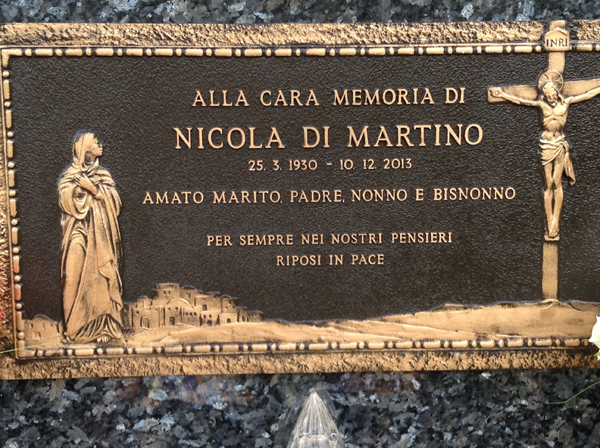 INRI
ALLA CARA MEMORIA DI
NICOLA DI MARTINO
25. 3. 1930 - 10. 12. 2013
AMATO MARITO, PADRE, NONNO E BISNONNO
PER SEMPRE NEI NOSTRI PENSIERI
RIPOSI IN PACE